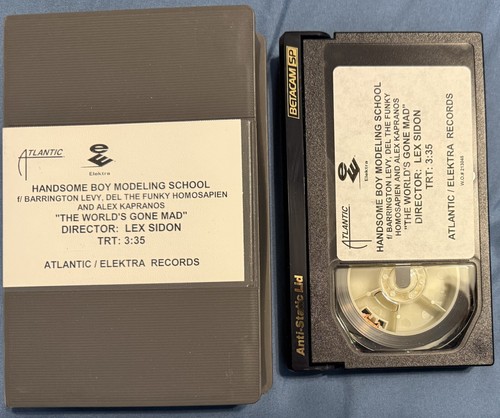 ATLANTIC
Elektra
HANDSOME BOY MODELING SCHOOL
f/ BARRINGTON LEVY, DEL THE FUNKY HOMOSAPIEN
AND ALEX KAPRANOS
"THE WORLD'S GONE MAD"
DIRECTOR: LEX SIDON
TRT: 3:35
ATLANTIC / ELEKTRA RECORDS
BETACAM SP
Anti-Static Lid
ATLANTIC
Elektra
HANDSOME BOY MODELING SCHOOL
f/ BARRINGTON LEVY, DEL THE FUNKY
HOMOSAPIEN AND ALEX KAPRANOS
"THE WORLD'S GONE MAD"
DIRECTOR: LEX SIDON
TRT: 3:35
ATLANTIC / ELEKTRA RECORDS